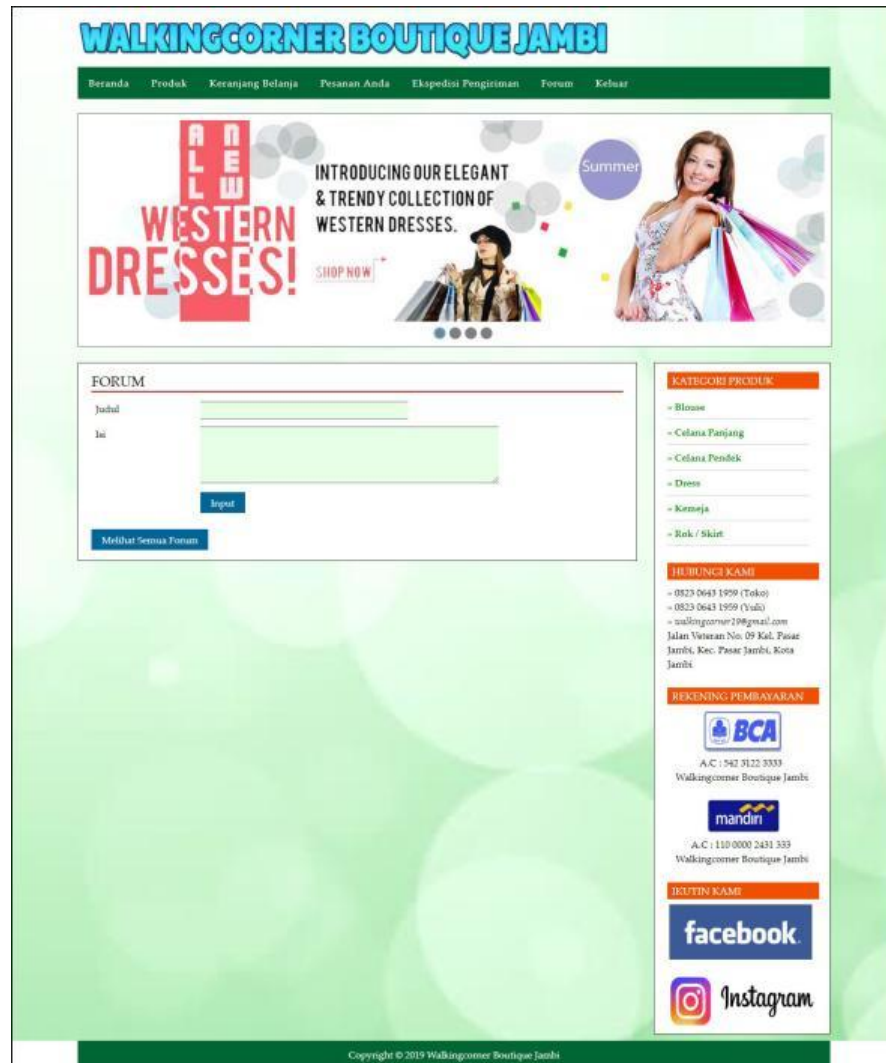 WALKINGCORNER BOUTIQUE JAMBI
Beranda Produk Keranjang Belanja Pesanan Anda Ekspedisi Pengiriman Forum Keluar
ALL NEW
WESTERN
DRESSES!
INTRODUCING OUR ELEGANT
& TRENDY COLLECTION OF
WESTERN DRESSES.
SHOP NOW
Summer
FORUM
Judul
Isi
Input
Melihat Semua Forum
KATEGORI PRODUK
» Blouse
» Celana Panjang
» Celana Pendek
» Dress
» Kemeja
» Rok / Skirt
HUBUNGI KAMI
» 0823 0643 1959 (Toko)
» 0823 0643 1959 (Yuli)
» walkingcorner19@gmail.com
Jalan Veteran No. 09 Kel. Pasar
Jambi, Kec. Pasar Jambi, Kota
Jambi
REKENING PEMBAYARAN
BCA
A.C : 542 3122 3333
Walkingcorner Boutique Jambi
mandiri
A.C : 110 0000 2431 333
Walkingcorner Boutique Jambi
IKUTIN KAMI
facebook.
Instagram
Copyright © 2019 Walkingcorner Boutique Jambi